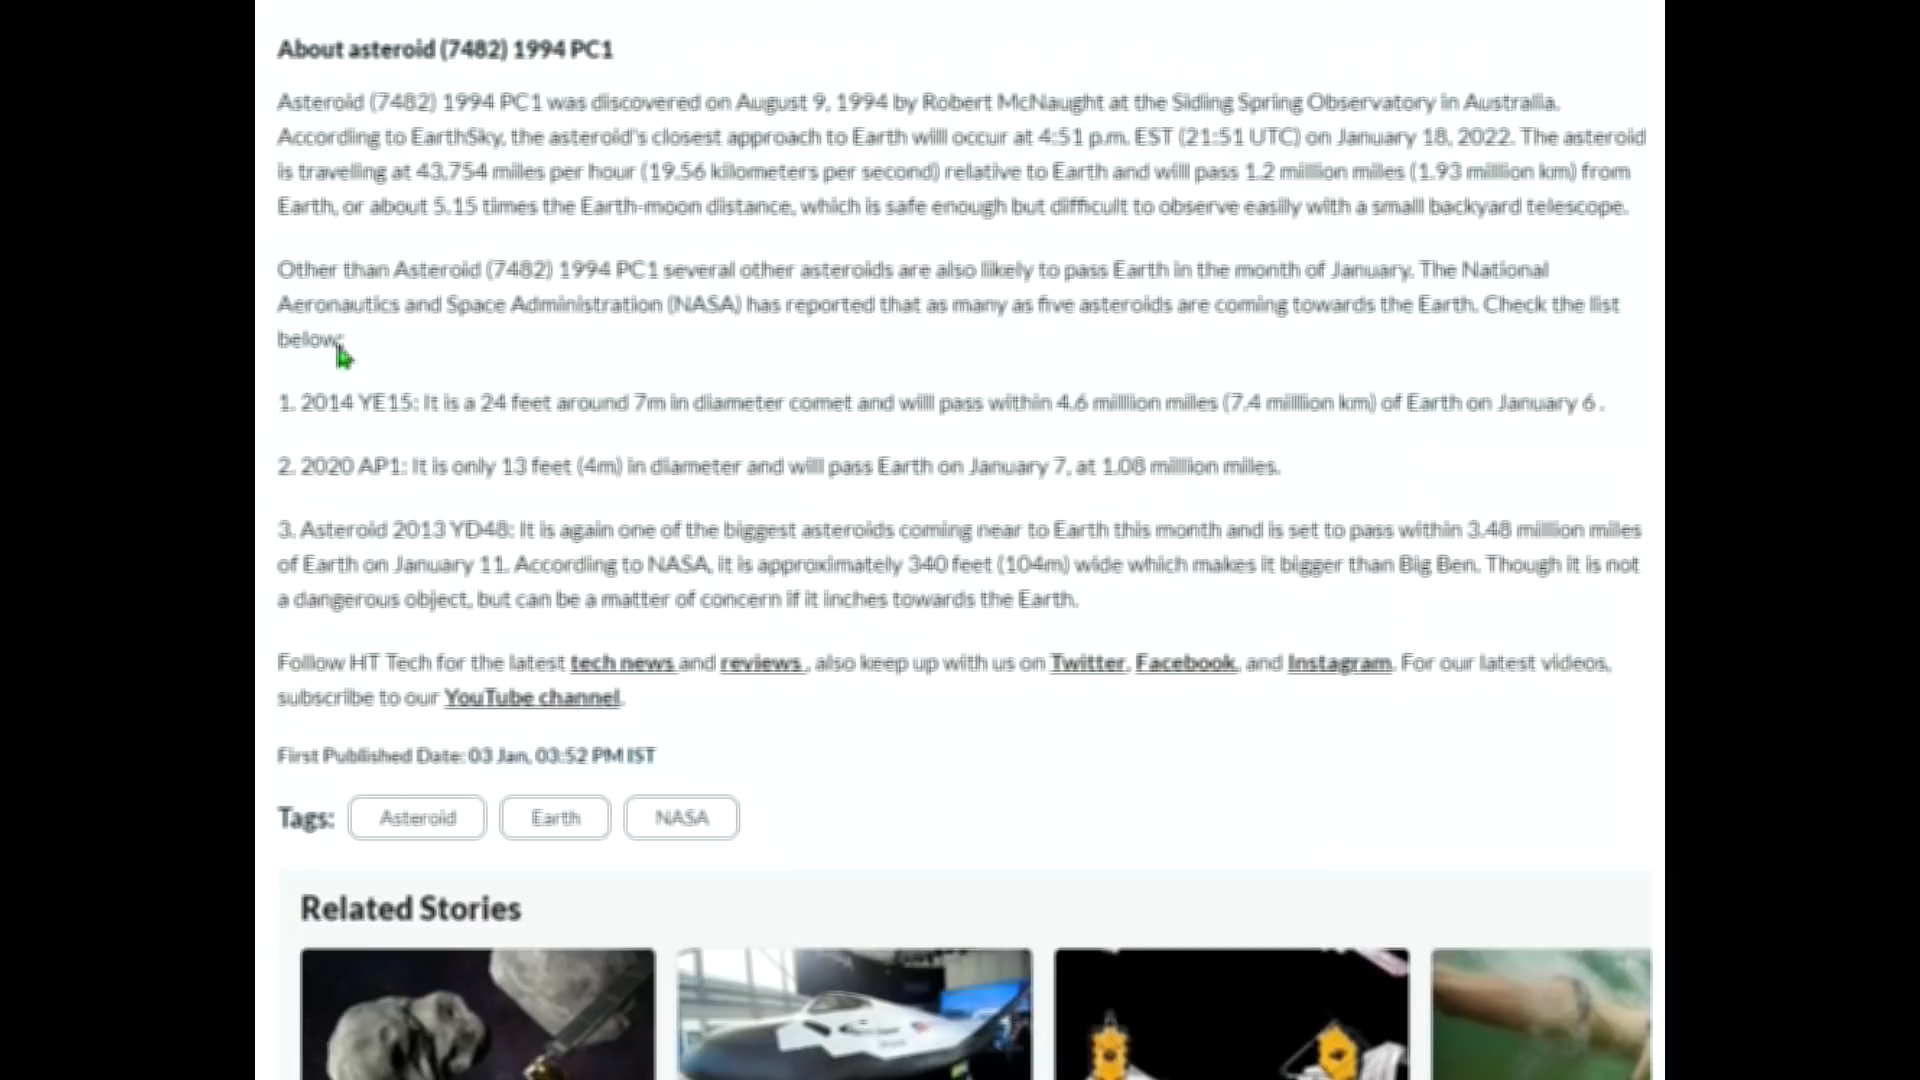 About asteroid (7482) 1994 PC1
Asteroid (7482) 1994 PC1 was discovered on August 9, 1994 by Robert McNaught at the Siding Spring Observatory in Australia.
According to EarthSky, the asteroid's closest approach to Earth will occur at 4:51 p.m. EST (21:51 UTC) on January 18, 2022. The asteroid
is travelling at 43,754 miles per hour (19.56 kilometers per second) relative to Earth and will pass 1.2 million miles (1.93 million km) from
Earth, or about 5.15 times the Earth-moon distance, which is safe enough but difficult to observe easily with a small backyard telescope.
Other than Asteroid (7482) 1994 PC1 several other asteroids are also likely to pass Earth in the month of January. The National
Aeronautics and Space Administration (NASA) has reported that as many as five asteroids are coming towards the Earth. Check the list
below:
1. 2014 YE15: It is a 24 feet around 7m in diameter comet and will pass within 4.6 million miles (7.4 million km) of Earth on January 6 .
2. 2020 AP1: It is only 13 feet (4m) in diameter and will pass Earth on January 7, at 1.08 million miles.
3. Asteroid 2013 YD48: It is again one of the biggest asteroids coming near to Earth this month and is set to pass within 3.48 million miles
of Earth on January 11. According to NASA, it is approximately 340 feet (104m) wide which makes it bigger than Big Ben. Though it is not
a dangerous object, but can be a matter of concern if it inches towards the Earth.
Follow HT Tech for the latest tech news and reviews , also keep up with us on Twitter, Facebook, and Instagram. For our latest videos,
subscribe to our YouTube channel.
First Published Date: 03 Jan, 03:52 PM IST
Tags: Asteroid Earth NASA
Related Stories